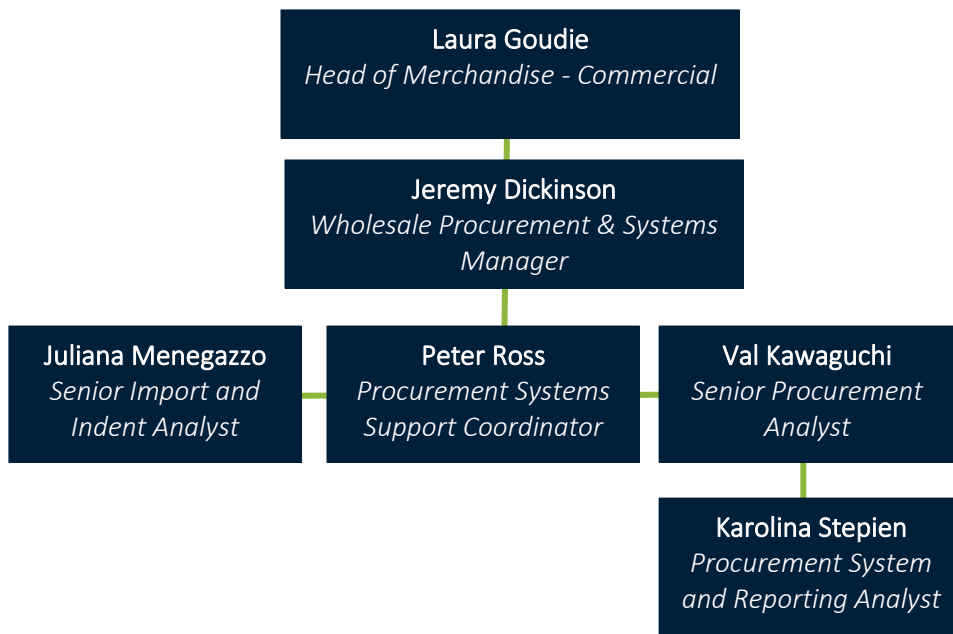 Laura Goudie
Head of Merchandise - Commercial
Jeremy Dickinson
Wholesale Procurement & Systems
Manager
Juliana Menegazzo
Senior Import and
Indent Analyst
Peter Ross
Procurement Systems
Support Coordinator
Val Kawaguchi
Senior Procurement
Analyst
Karolina Stepien
Procurement System
and Reporting Analyst